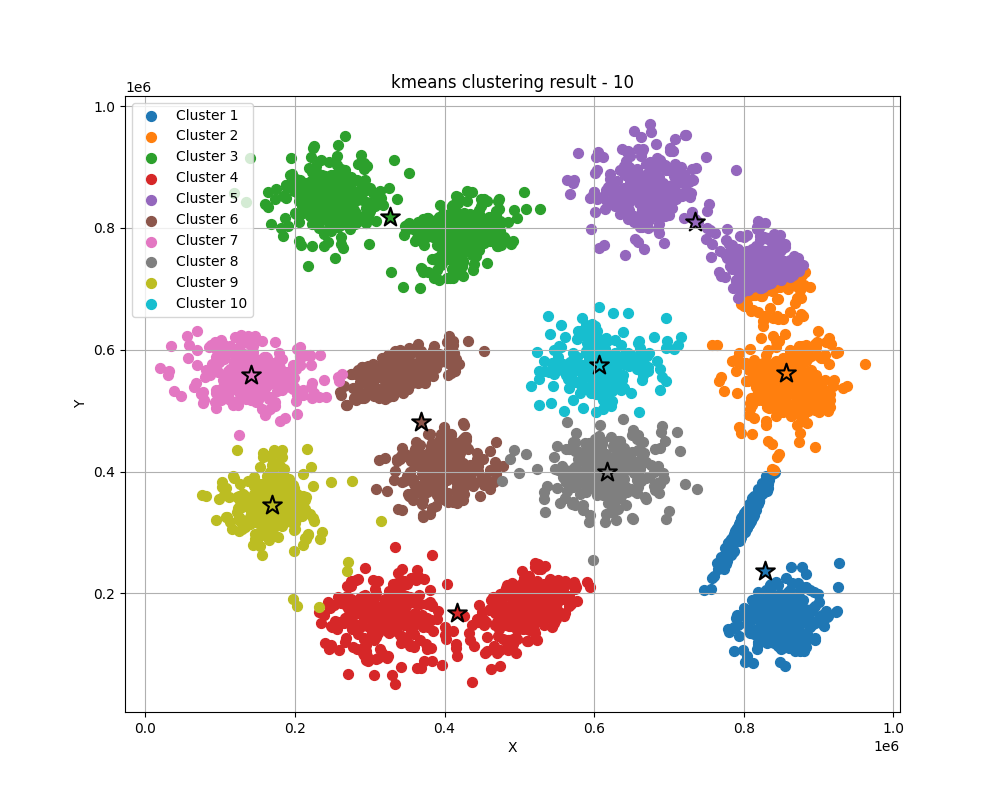 kmeans clustering result - 10
1e6
1.0
0.8
0.6
0.4
0.2
Y
Cluster 1
Cluster 2
Cluster 3
Cluster 4
Cluster 5
Cluster 6
Cluster 7
Cluster 8
Cluster 9
Cluster 10
0.0 0.2 0.4 0.6 0.8 1.0
X
1e6